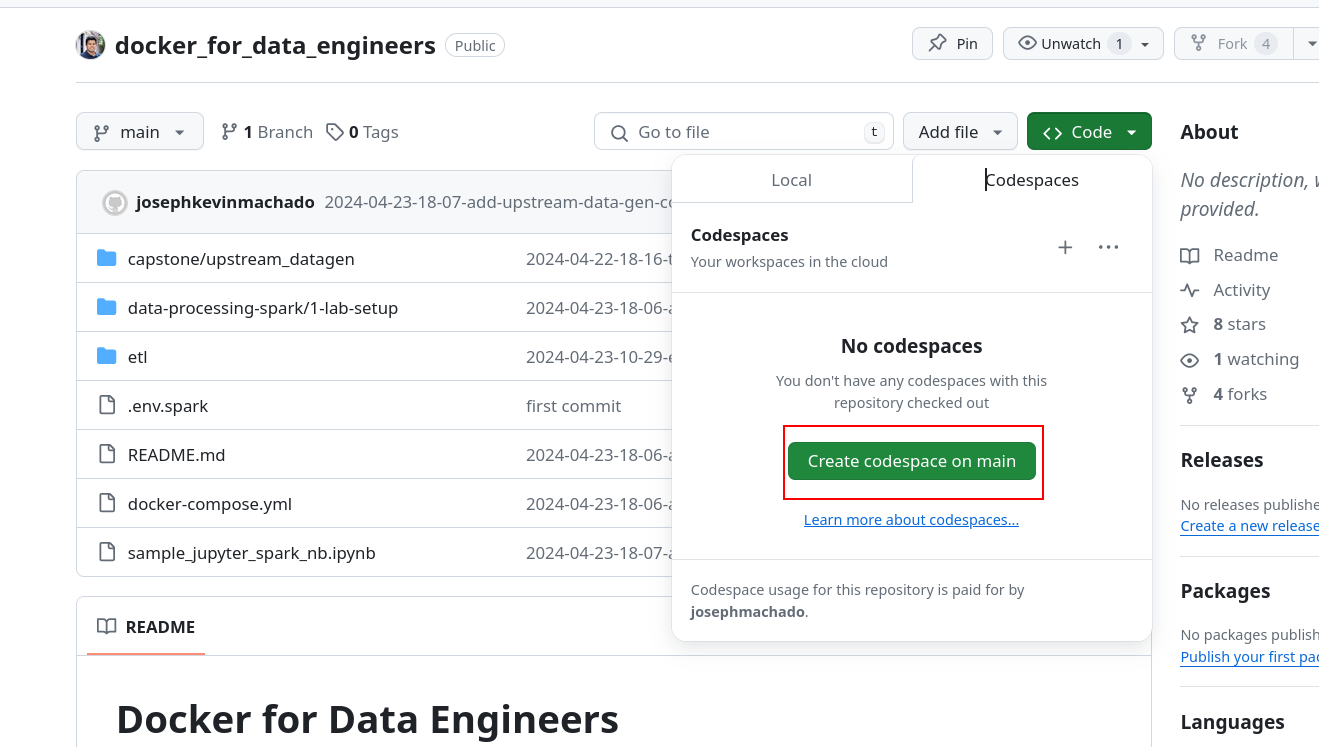 docker_for_data_engineers Public Pin Unwatch 1 Fork 4
main 1 Branch 0 Tags Go to file t Add file Code
josephkevinmachado 2024-04-23-18-07-add-upstream-data-gen-
capstone/upstream_datagen 2024-04-22-18-16-
data-processing-spark/1-lab-setup 2024-04-23-18-06-
etl 2024-04-23-10-29-
.env.spark first commit
README.md 2024-04-23-18-06-
docker-compose.yml 2024-04-23-18-06-
sample_jupyter_spark_nb.ipynb 2024-04-23-18-07-
Local Codespaces
Codespaces
Your workspaces in the cloud
No codespaces
You don't have any codespaces with this
repository checked out
Create codespace on main
Learn more about codespaces...
Codespace usage for this repository is paid for by
josephmachado.
README
Docker for Data Engineers
About
No description,
provided.
Readme
Activity
8 stars
1 watching
4 forks
Releases
No releases publishe
Create a new release
Packages
No packages publish
Publish your first pac
Languages